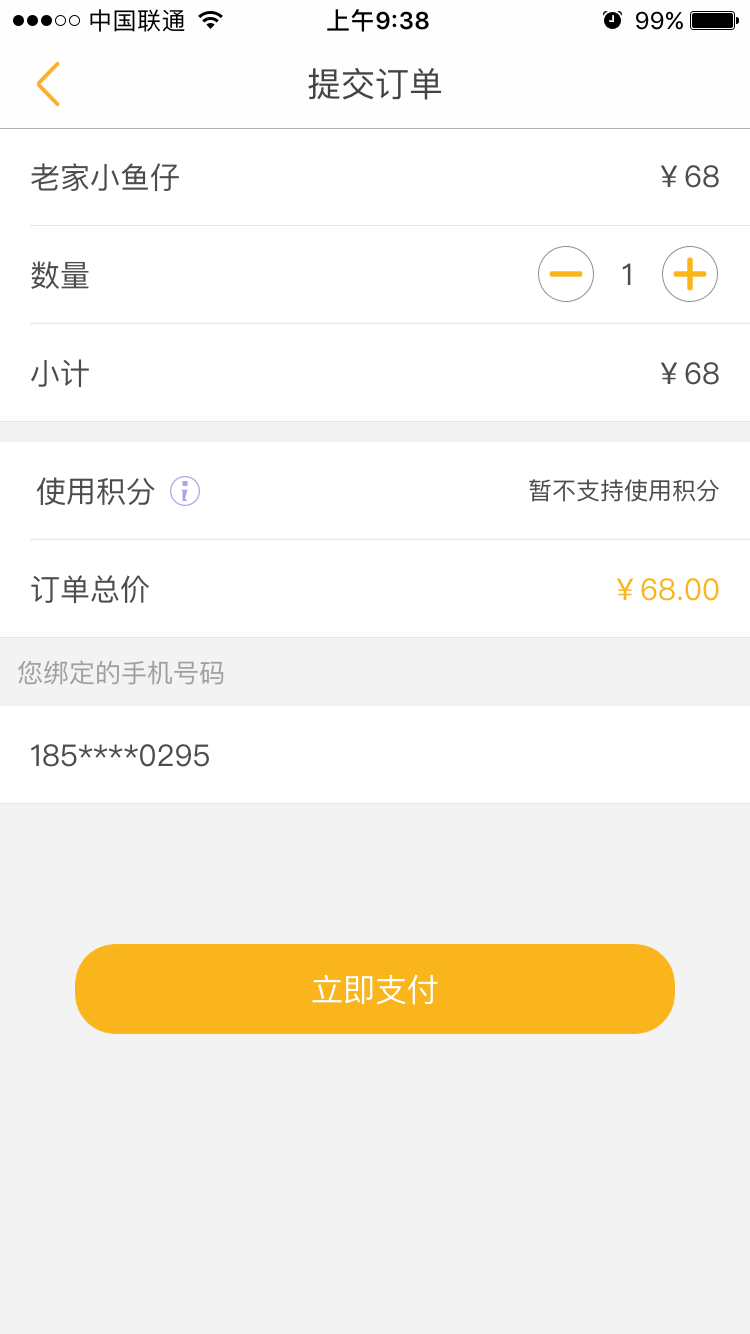 中国联通 上午9:38 99%
提交订单
老家小鱼仔 ¥ 68
数量 1
小计 ¥ 68
使用积分 暂不支持使用积分
订单总价 ¥ 68.00
您绑定的手机号码
185****0295
立即支付